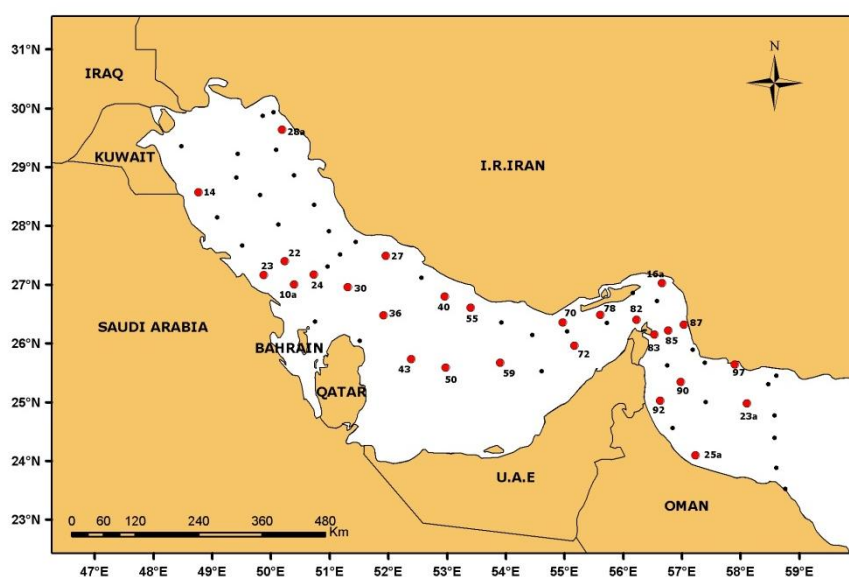 31°N
N
IRAQ
30°N
28a
KUWAIT
29°N
I.R.IRAN
14
28°N
27
23
22
27°N
10a
24
30
16a
40
55
70
78
82
36
87
SAUDI ARABIA
83
85
26°N
BAHRAIN
72
43
50
59
97
QATAR
90
25°N
92
23a
24°N
25a
U.A.E
OMAN
23°N
0 60 120 240 360 480
Km
47°E 48°E 49°E 50°E 51°E 52°E 53°E 54°E 55°E 56°E 57°E 58°E 59°E